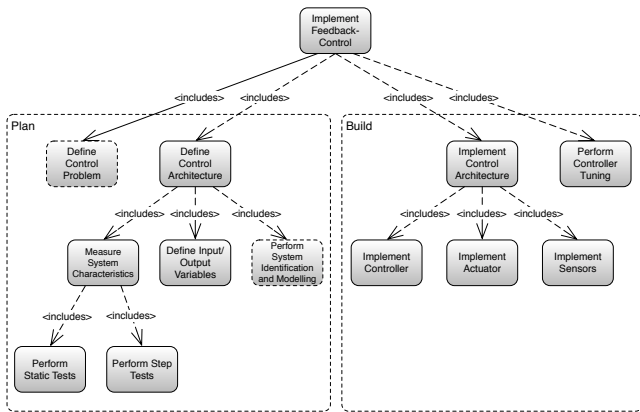 Implement
Feedback-
Control
<includes>
<includes>
<includes>
<includes>
Plan
Build
Define
Control
Problem
Define
Control
Architecture
Implement
Control
Architecture
Perform
Controller
Tuning
<includes>
<includes>
<includes>
<includes>
<includes>
<includes>
Measure
System
Characteristics
Define Input/
Output
Variables
Perform
System
Identification
and Modelling
Implement
Controller
Implement
Actuator
Implement
Sensors
<includes>
<includes>
Perform
Static Tests
Perform Step
Tests